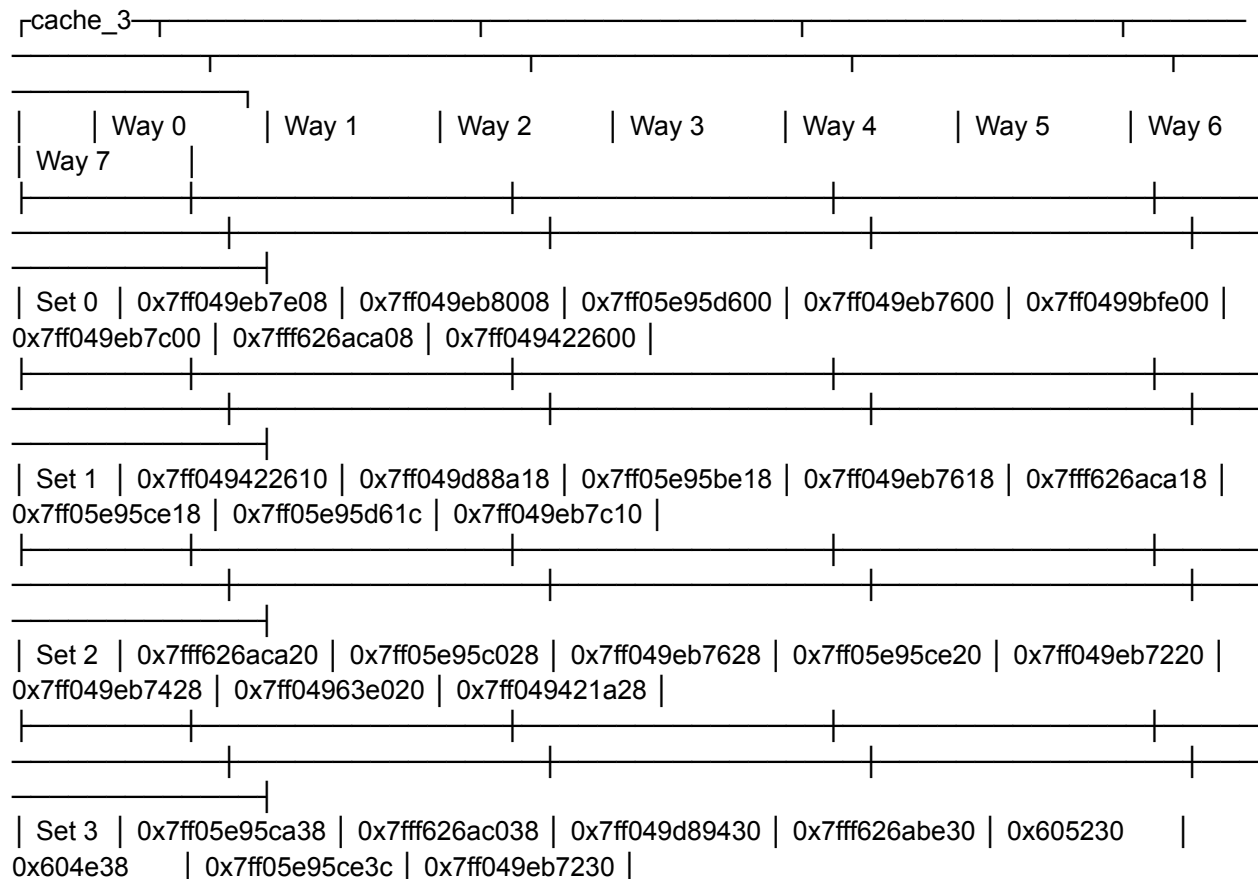 cache_3
│ │ Way 0 │ Way 1 │ Way 2 │ Way 3 │ Way 4 │ Way 5 │ Way 6
│ Way 7 │
│ Set 0 │ 0x7ff049eb7e08 │ 0x7ff049eb8008 │ 0x7ff05e95d600 │ 0x7ff049eb7600 │ 0x7ff0499bfe00 │
0x7ff049eb7c00 │ 0x7fff626aca08 │ 0x7ff049422600 │
│ Set 1 │ 0x7ff049422610 │ 0x7ff049d88a18 │ 0x7ff05e95be18 │ 0x7ff049eb7618 │ 0x7fff626aca18 │
0x7ff05e95ce18 │ 0x7ff05e95d61c │ 0x7ff049eb7c10 │
│ Set 2 │ 0x7fff626aca20 │ 0x7ff05e95c028 │ 0x7ff049eb7628 │ 0x7ff05e95ce20 │ 0x7ff049eb7220 │
0x7ff049eb7428 │ 0x7ff04963e020 │ 0x7ff049421a28 │
│ Set 3 │ 0x7ff05e95ca38 │ 0x7fff626ac038 │ 0x7ff049d89430 │ 0x7fff626abe30 │ 0x605230 │
0x604e38 │ 0x7ff05e95ce3c │ 0x7ff049eb7230 │